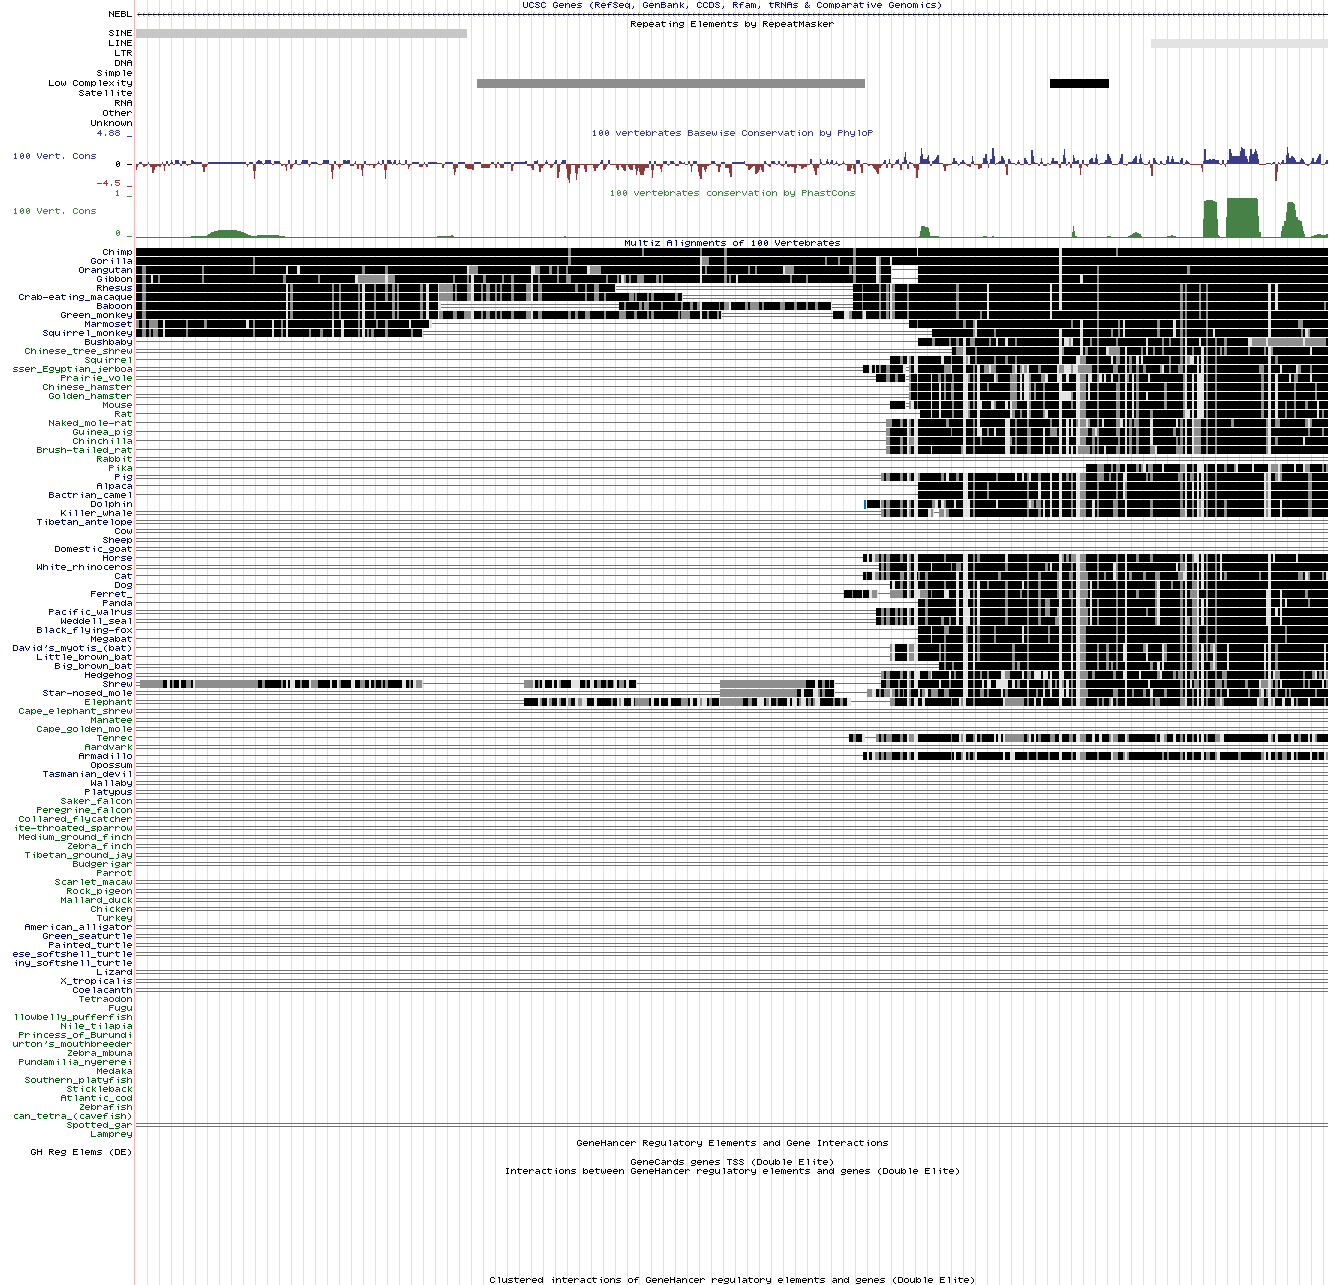 UCSC Genes (RefSeq, GenBank, CCDS, Rfam, tRNAs & Comparative Genomics)
NEBL
Repeating Elements by RepeatMasker
SINE
LINE
LTR
DNA
Simple
Low Complexity
Satellite
RNA
Other
Unknown
4.88 _
100 vertebrates Basewise Conservation by PhyloP
100 Vert. Cons
0 _
-4.5 _
100 vertebrates conservation by PhastCons
1 _
100 Vert. Cons
0 _
Multiz Alignments of 100 Vertebrates
Chimp
Gorilla
Orangutan
Gibbon
Rhesus
Crab-eating_macaque
Baboon
Green_monkey
Marmoset
Squirrel_monkey
Bushbaby
Chinese_tree_shrew
Squirrel
sser_Egyptian_jerboa
Prairie_vole
Chinese_hamster
Golden_hamster
Mouse
Rat
Naked_mole-rat
Guinea_pig
Chinchilla
Brush-tailed_rat
Rabbit
Pika
Pig
Alpaca
Bactrian_camel
Dolphin
Killer_whale
Tibetan_antelope
Cow
Sheep
Domestic_goat
Horse
White_rhinoceros
Cat
Dog
Ferret_
Panda
Pacific_walrus
Weddell_seal
Black_flying-fox
Megabat
David's_myotis_(bat)
Little_brown_bat
Big_brown_bat
Hedgehog
Shrew
Star-nosed_mole
Elephant
Cape_elephant_shrew
Manatee
Cape_golden_mole
Tenrec
Aardvark
Armadillo
Opossum
Tasmanian_devil
Wallaby
Platypus
Saker_falcon
Peregrine_falcon
Collared_flycatcher
ite-throated_sparrow
Medium_ground_finch
Zebra_finch
Tibetan_ground_jay
Budgerigar
Parrot
Scarlet_macaw
Rock_pigeon
Mallard_duck
Chicken
Turkey
American_alligator
Green_seaturtle
Painted_turtle
ese_softshell_turtle
iny_softshell_turtle
Lizard
X_tropicalis
Coelacanth
Tetraodon
Fugu
llowbelly_pufferfish
Nile_tilapia
Princess_of_Burundi
urton's_mouthbreeder
Zebra_mbuna
Pundamilia_nyererei
Medaka
Southern_platyfish
Stickleback
Atlantic_cod
Zebrafish
can_tetra_(cavefish)
Spotted_gar
Lamprey
GeneHancer Regulatory Elements and Gene Interactions
GH Reg Elems (DE)
GeneCards genes TSS (Double Elite)
Interactions between GeneHancer regulatory elements and genes (Double Elite)
Clustered interactions of GeneHancer regulatory elements and genes (Double Elite)